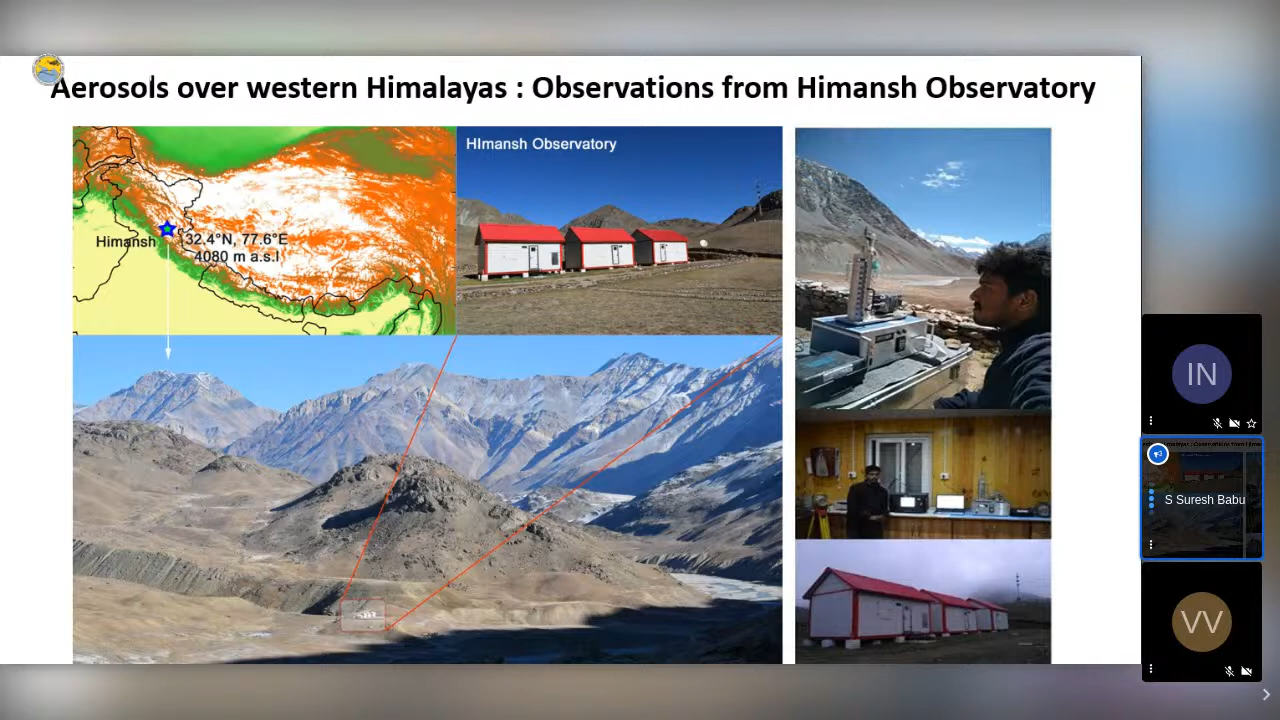 Aerosols over western Himalayas : Observations from Himansh Observatory
HImansh Observatory
Himansh
32.4°N, 77.6°E
4080 m a.s.l
IN
S Suresh Babu
VV